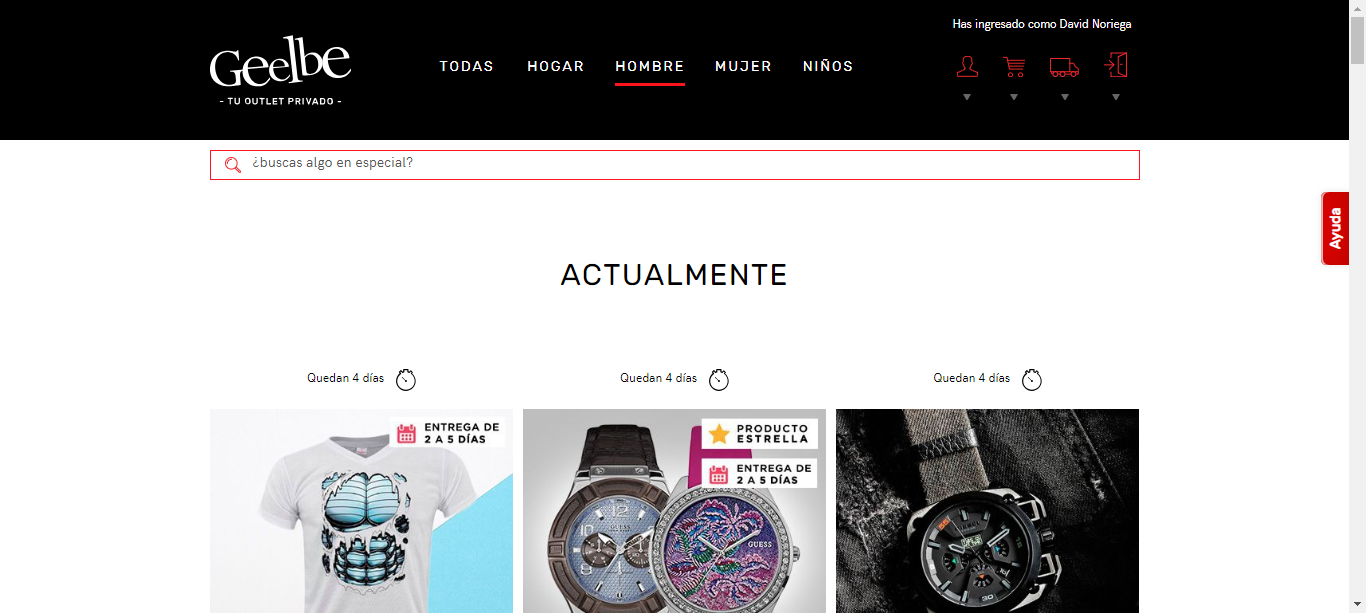 Has ingresado como David Noriega
Geelbe
- TU OUTLET PRIVADO -
TODAS HOGAR HOMBRE MUJER NIÑOS
¿buscas algo en especial?
Ayuda
ACTUALMENTE
Quedan 4 días
Quedan 4 días
Quedan 4 días
ENTREGA DE
2 A 5 DÍAS
PRODUCTO
ESTRELLA
ENTREGA DE
2 A 5 DÍAS
GUESS
GUESS